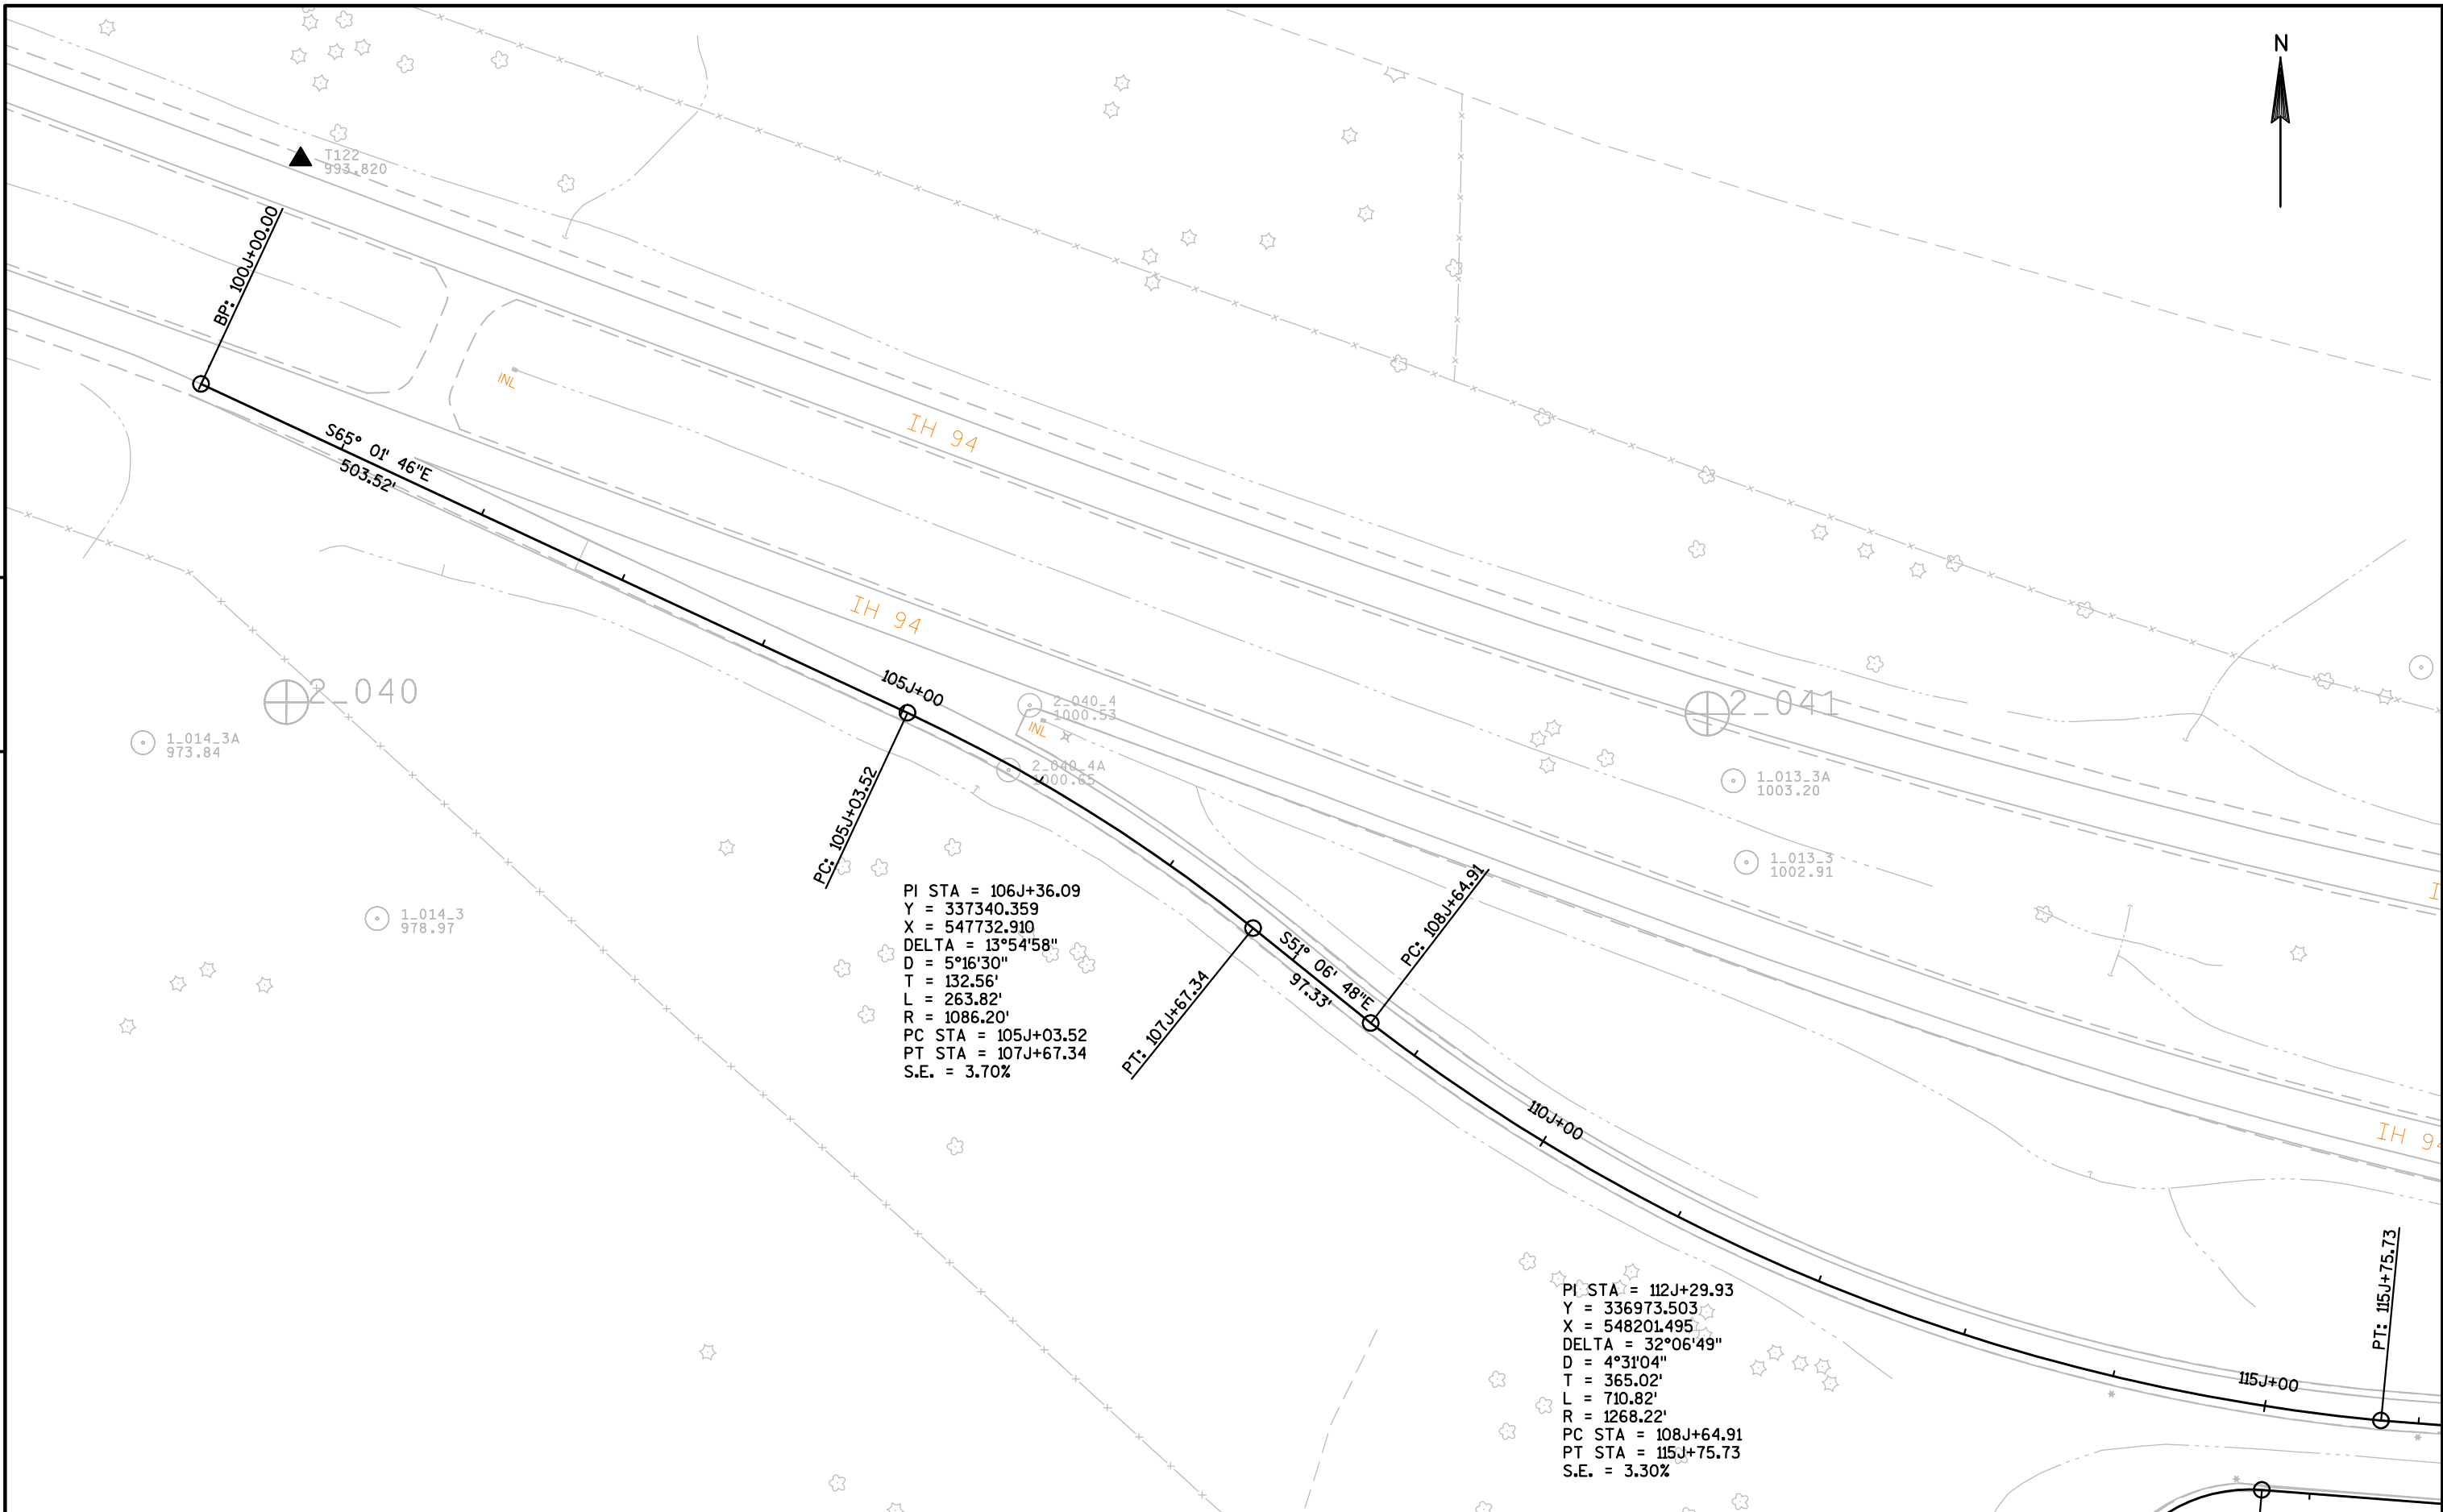 N
T122
993.820
BP: 100J+00.00
INL
S65° 01' 46"E
503.52'
IH 94
IH 94
105J+00
2_040
2_040_4
1000.53
INL
2_041
1_014_3A
973.84
2_040_4A
1000.65
1_013_3A
1003.20
PC: 105J+03.52
1_013_3
1002.91
PC: 108J+64.91
1_014_3
978.97
PI STA = 106J+36.09
Y = 337340.359
X = 547732.910
DELTA = 13°54'58"
D = 5°16'30"
T = 132.56'
L = 263.82'
R = 1086.20'
PC STA = 105J+03.52
PT STA = 107J+67.34
S.E. = 3.70%
S51° 06' 48"E
97.33'
PT: 107J+67.34
110J+00
IH 94
PT: 115J+75.73
PI STA = 112J+29.93
Y = 336973.503
X = 548201.495
DELTA = 32°06'49"
D = 4°31'04"
T = 365.02'
L = 710.82'
R = 1268.22'
PC STA = 108J+64.91
PT STA = 115J+75.73
S.E. = 3.30%
115J+00